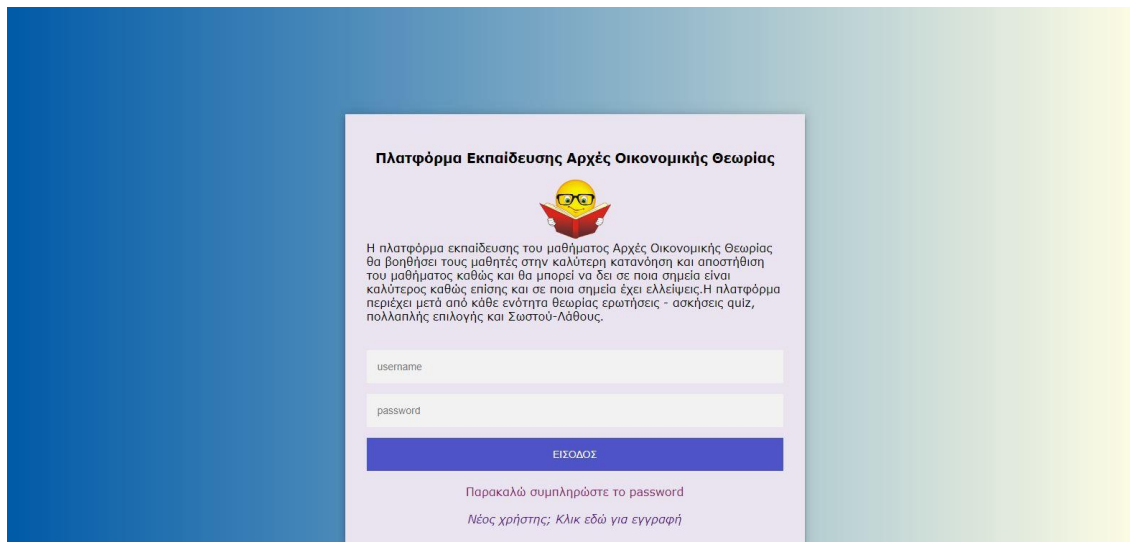 Πλατφόρμα Εκπαίδευσης Αρχές Οικονομικής Θεωρίας
Η πλατφόρμα εκπαίδευσης του μαθήματος Αρχές Οικονομικής Θεωρίας
θα βοηθήσει τους μαθητές στην καλύτερη κατανόηση και αποστήθιση
του μαθήματος καθώς και θα μπορεί να δει σε ποια σημεία είναι
καλύτερος καθώς επίσης και σε ποια σημεία έχει ελλείψεις.Η πλατφόρμα
περιέχει μετά από κάθε ενότητα θεωρίας ερωτήσεις - ασκήσεις quiz,
πολλαπλής επιλογής και Σωστού-Λάθους.
username
password
ΕΙΣΟΔΟΣ
Παρακαλώ συμπληρώστε το password
Νέος χρήστης; Κλικ εδώ για εγγραφή